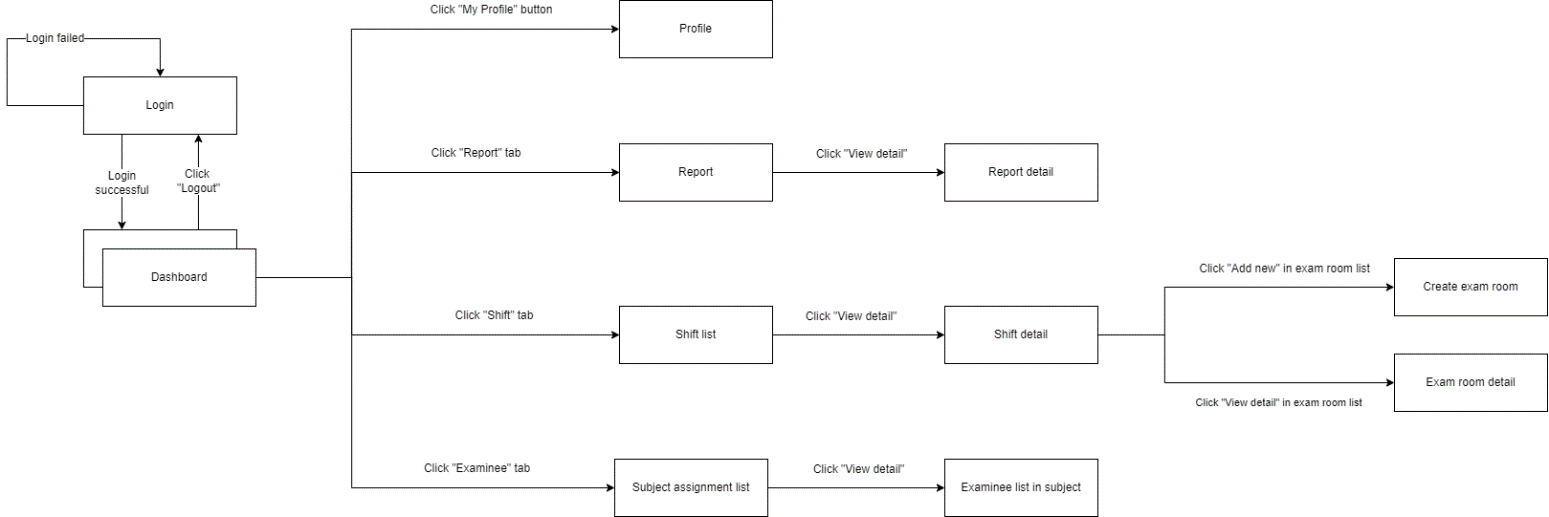 Click "My Profile" button
Profile
Login failed
Login
Login
successful
Click
"Logout"
Click "Report" tab
Report
Click "View detail"
Report detail
Dashboard
Click "Shift" tab
Shift list
Click "View detail"
Shift detail
Click "Add new" in exam room list
Create exam room
Exam room detail
Click "View detail" in exam room list
Click "Examinee" tab
Subject assignment list
Click "View detail"
Examinee list in subject